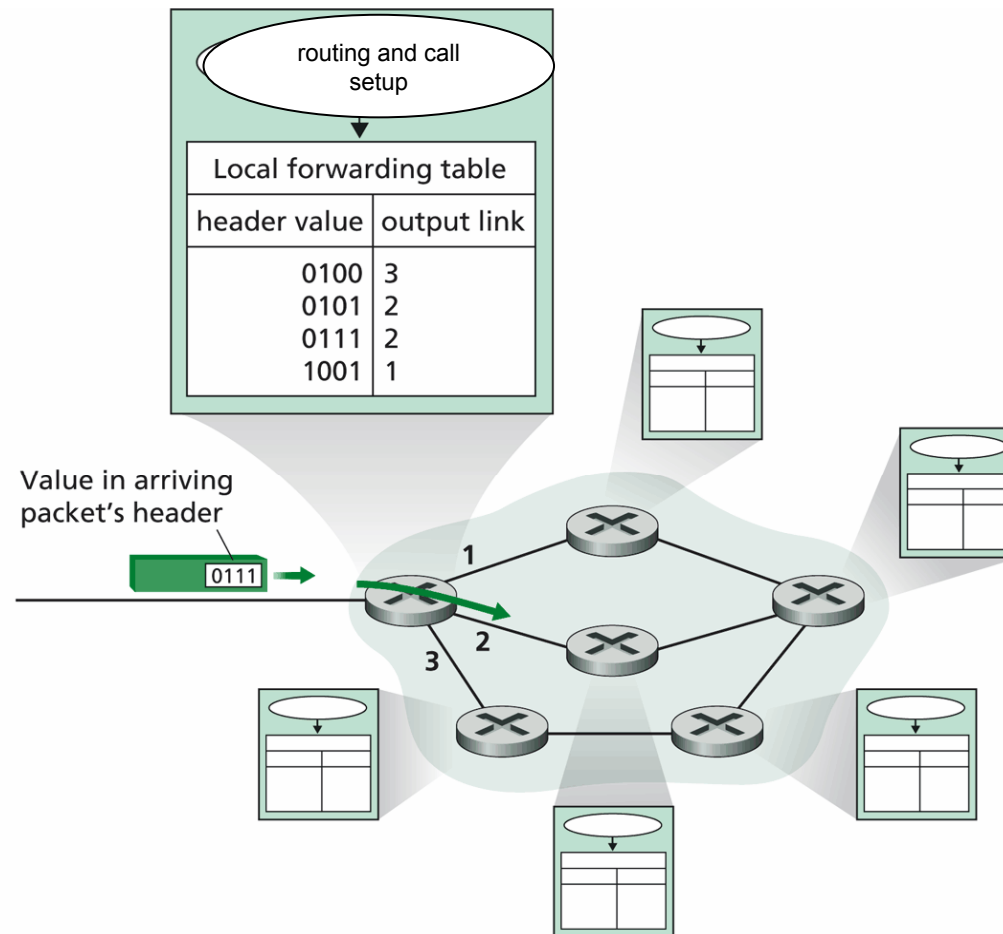 routing and call
setup
Local forwarding table
header value output link
0100 3
0101 2
0111 2
1001 1
Value in arriving
packet's header
0111
1
2
3